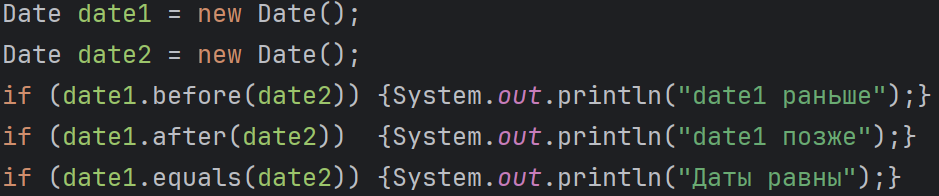 Date date1 = new Date();
Date date2 = new Date();
if (date1.before(date2)) {System.out.println("date1 раньше");}
if (date1.after(date2))  {System.out.println("date1 позже");}
if (date1.equals(date2)) {System.out.println("Даты равны");}